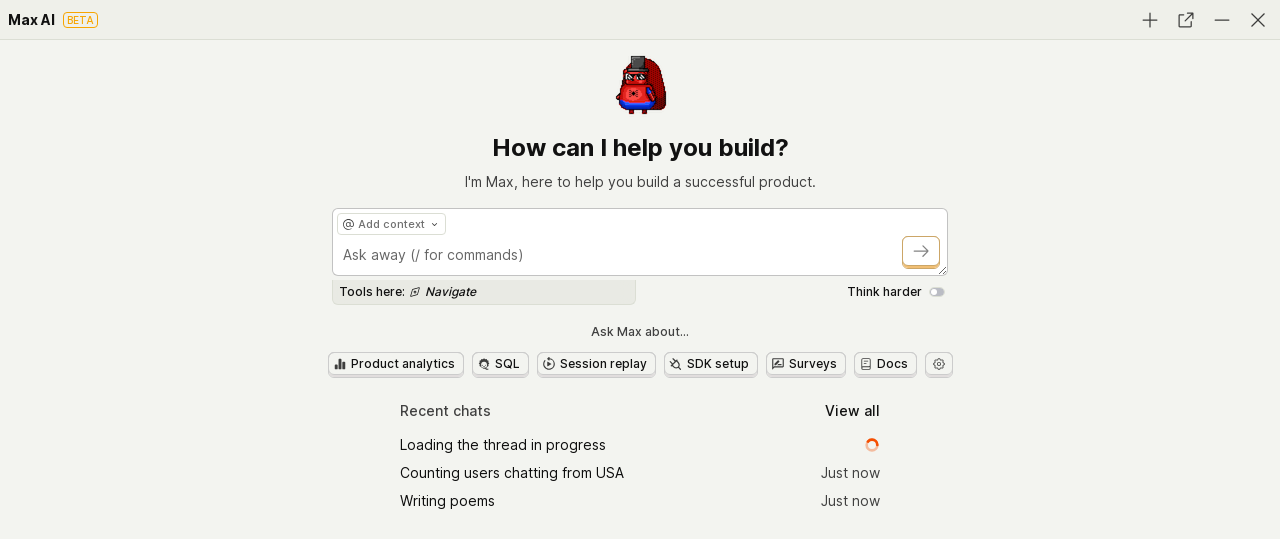 Max AI BETA
How can I help you build?
I'm Max, here to help you build a successful product.
@ Add context
Ask away (/ for commands)
Tools here: Navigate
Think harder
Ask Max about...
Product analytics SQL Session replay SDK setup Surveys Docs
Recent chats View all
Loading the thread in progress
Counting users chatting from USA Just now
Writing poems Just now